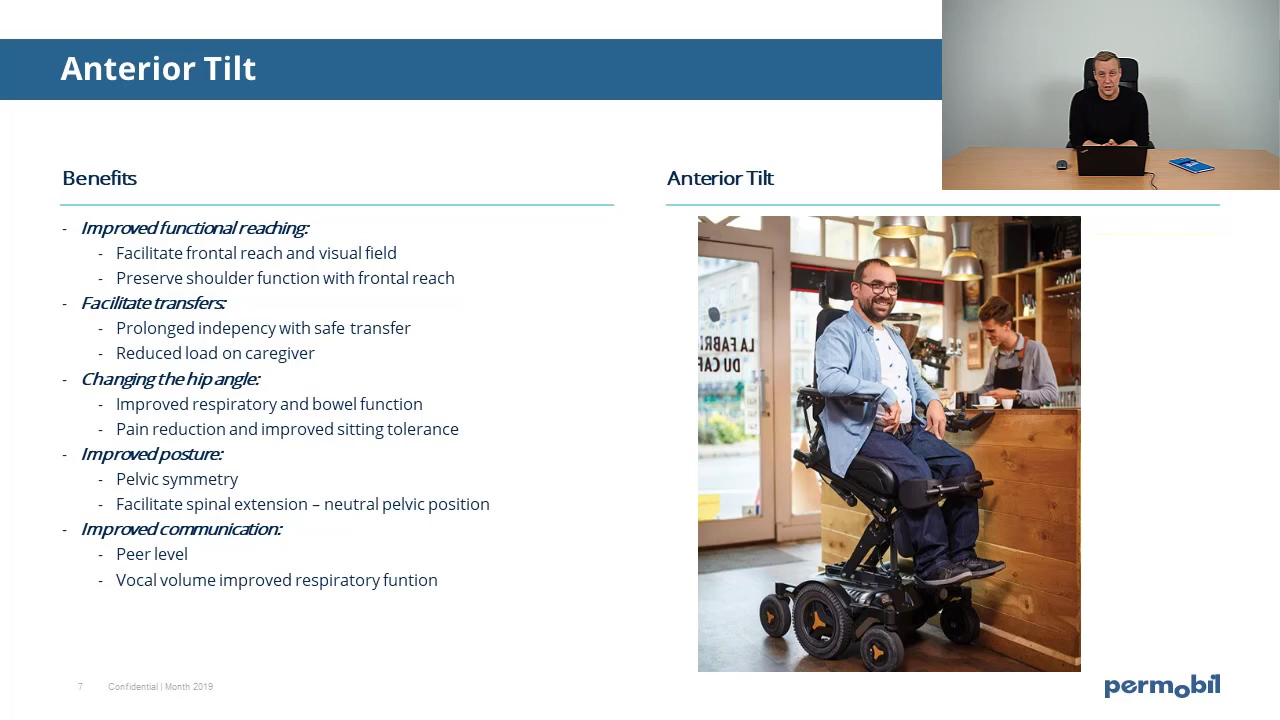 Anterior Tilt
Benefits
- Improved functional reaching:
- Facilitate frontal reach and visual field
- Preserve shoulder function with frontal reach
- Facilitate transfers:
- Prolonged indepency with safe transfer
- Reduced load on caregiver
- Changing the hip angle:
- Improved respiratory and bowel function
- Pain reduction and improved sitting tolerance
- Improved posture:
- Pelvic symmetry
- Facilitate spinal extension – neutral pelvic position
- Improved communication:
- Peer level
- Vocal volume improved respiratory funtion
Anterior Tilt
LA FABRI
DU CAF
7 Confidential | Month 2019
permobil